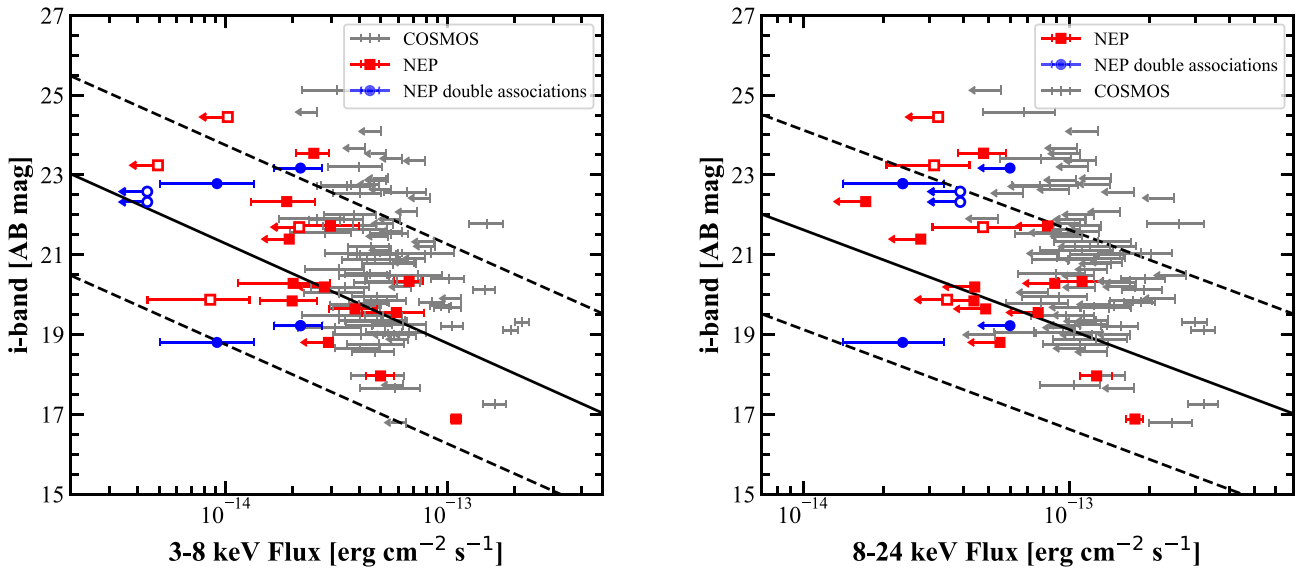 27
25
23
21
19
17
15
i-band [AB mag]
COSMOS
NEP
NEP double associations
10⁻¹⁴
10⁻¹³
3-8 keV Flux [erg cm⁻² s⁻¹]
27
25
23
21
19
17
15
i-band [AB mag]
NEP
NEP double associations
COSMOS
10⁻¹⁴
10⁻¹³
8-24 keV Flux [erg cm⁻² s⁻¹]